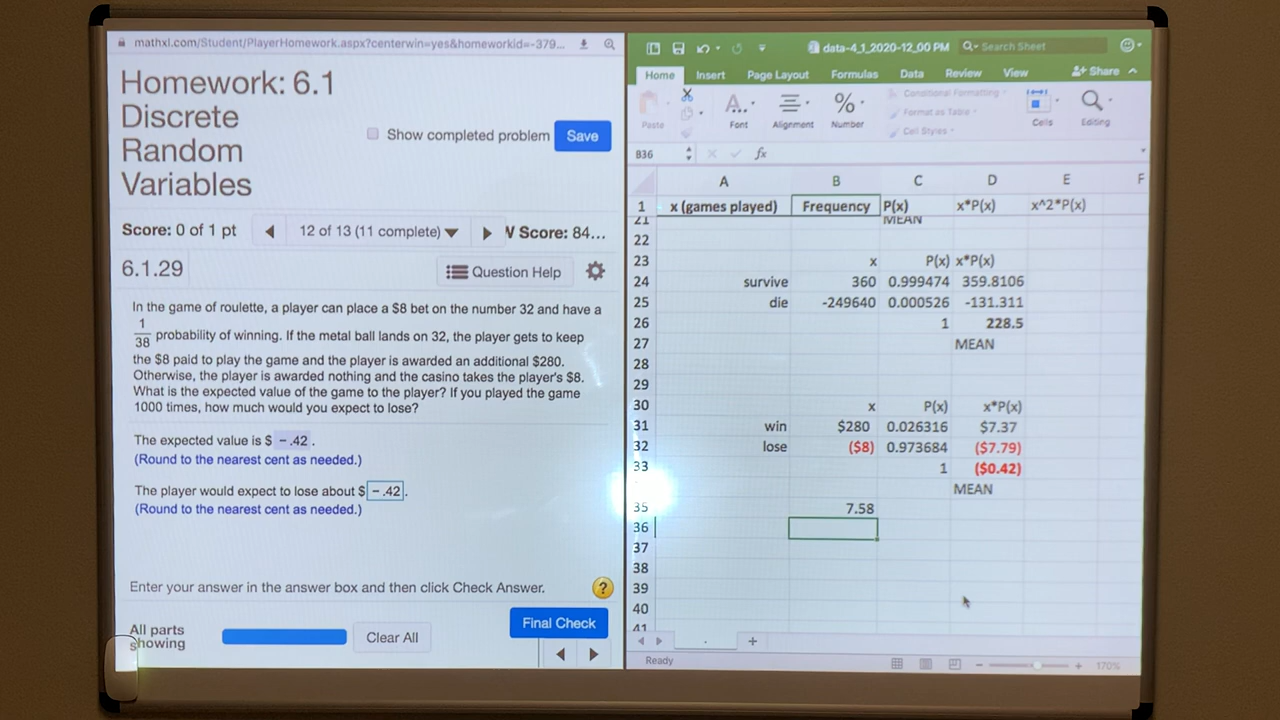 mathxl.com/Student/PlayerHomework.aspx?centerwin=yes&homeworkid=-379...
Homework: 6.1
Discrete
Random
Variables
Show completed problem
Save
Score: 0 of 1 pt
12 of 13 (11 complete)
W Score: 84...
6.1.29
Question Help
In the game of roulette, a player can place a $8 bet on the number 32 and have a
1/38 probability of winning. If the metal ball lands on 32, the player gets to keep
the $8 paid to play the game and the player is awarded an additional $280.
Otherwise, the player is awarded nothing and the casino takes the player's $8.
What is the expected value of the game to the player? If you played the game
1000 times, how much would you expect to lose?
The expected value is $ - .42 .
(Round to the nearest cent as needed.)
The player would expect to lose about $ - .42 .
(Round to the nearest cent as needed.)
Enter your answer in the answer box and then click Check Answer.
?
All parts
showing
Clear All
Final Check
data-4_1_2020-12_00 PM
Search Sheet
Home Insert Page Layout Formulas Data Review View
Share
Paste
Font
Alignment
%
Number
Conditional Formatting
Format as Table
Cell Styles
Cells
Editing
B36
fx
A B C D E F
1 x (games played) Frequency P(x) x*P(x) x^2*P(x)
21 MEAN
22
23 x P(x) x*P(x)
24 survive 360 0.999474 359.8106
25 die -249640 0.000526 -131.311
26 1 228.5
27 MEAN
28
29
30 x P(x) x*P(x)
31 win $280 0.026316 $7.37
32 lose ($8) 0.973684 ($7.79)
33 1 ($0.42)
MEAN
35 7.58
36
37
38
39
40
41
Ready
170%